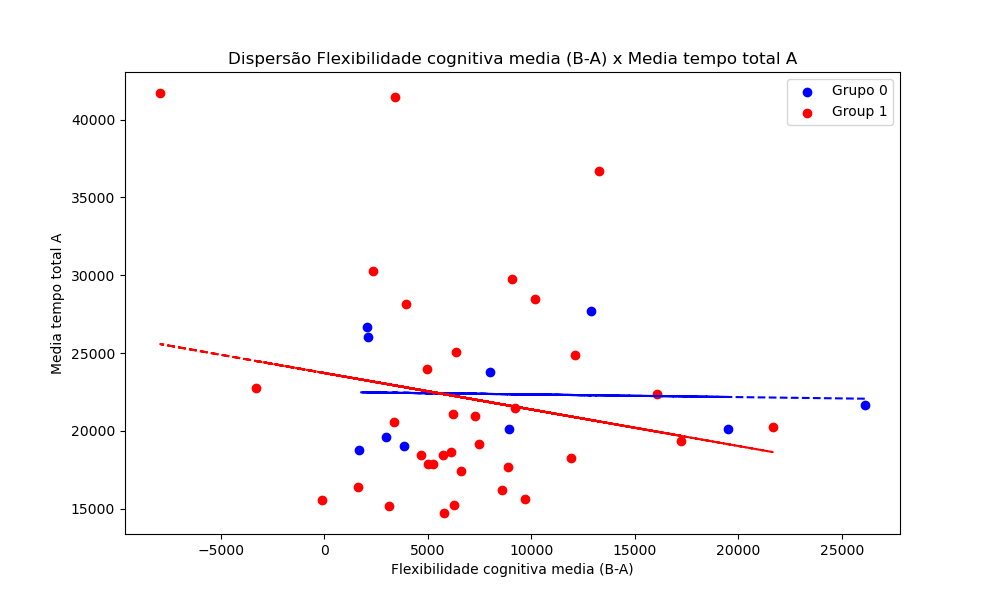 Dispersão Flexibilidade cognitiva media (B-A) x Media tempo total A
Grupo 0
Group 1
40000
35000
30000
25000
20000
15000
Media tempo total A
−5000
0
5000
10000
15000
20000
25000
Flexibilidade cognitiva media (B-A)